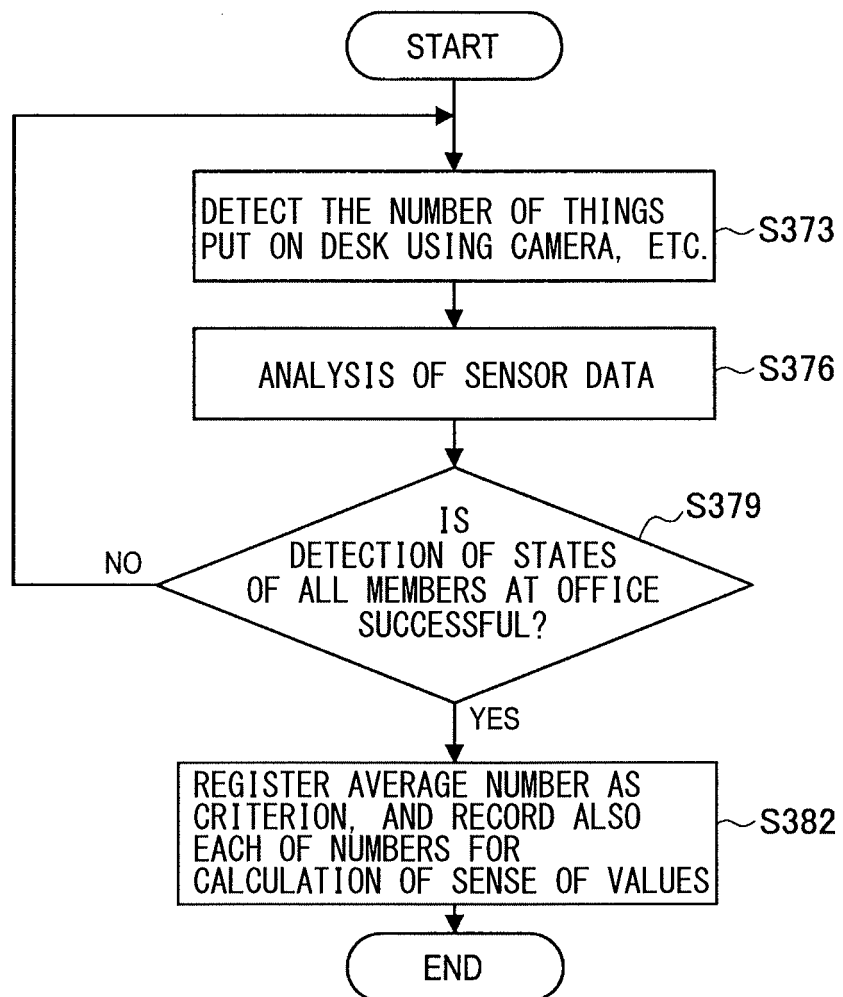 START
DETECT THE NUMBER OF THINGS
PUT ON DESK USING CAMERA, ETC.
S373
ANALYSIS OF SENSOR DATA
S376
S379
IS
DETECTION OF STATES
OF ALL MEMBERS AT OFFICE
SUCCESSFUL?
NO
YES
REGISTER AVERAGE NUMBER AS
CRITERION, AND RECORD ALSO
EACH OF NUMBERS FOR
CALCULATION OF SENSE OF VALUES
S382
END